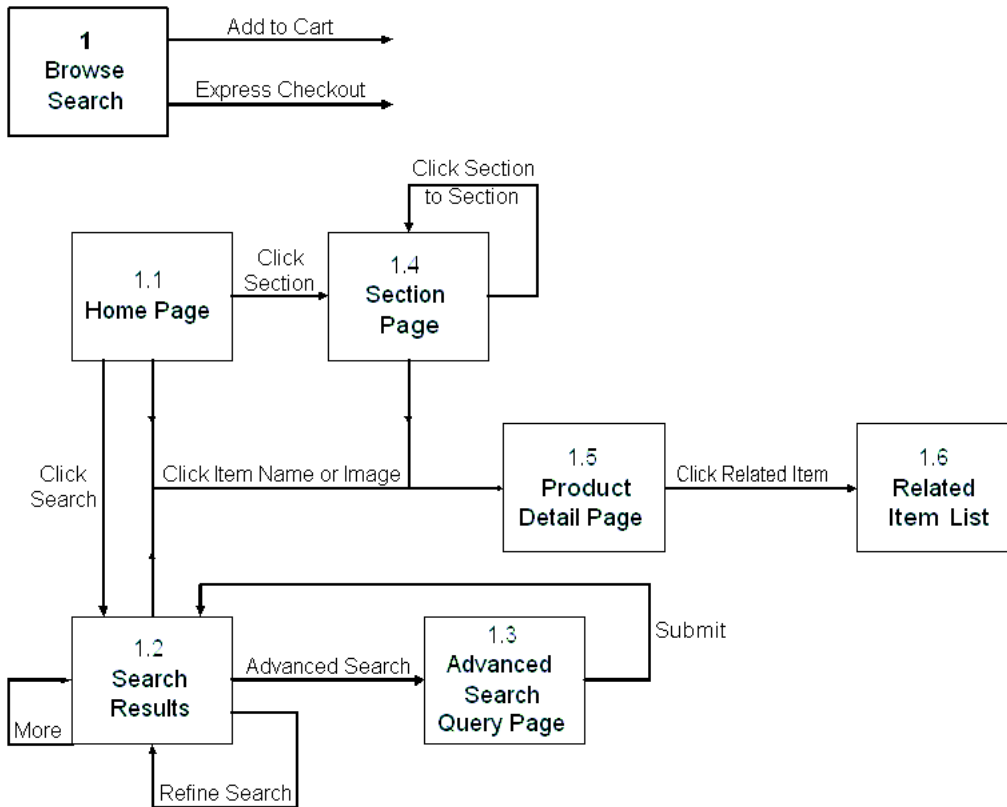 1
Browse
Search
Add to Cart
Express Checkout
Click Section
to Section
1.1
Home Page
Click
Section
1.4
Section
Page
Click
Search
Click Item Name or Image
1.5
Product
Detail Page
Click Related Item
1.6
Related
Item List
1.2
Search
Results
Advanced Search
1.3
Advanced
Search
Query Page
Submit
More
Refine Search